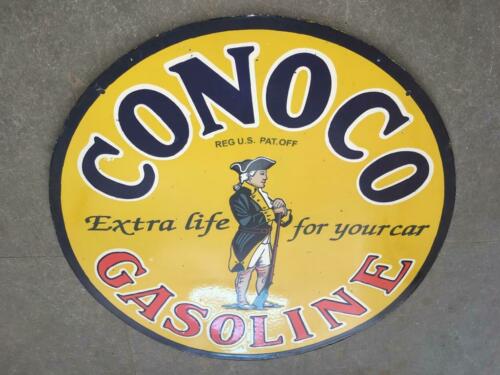 CONOCO
REG U.S. PAT.OFF
Extra life for your car
GASOLINE